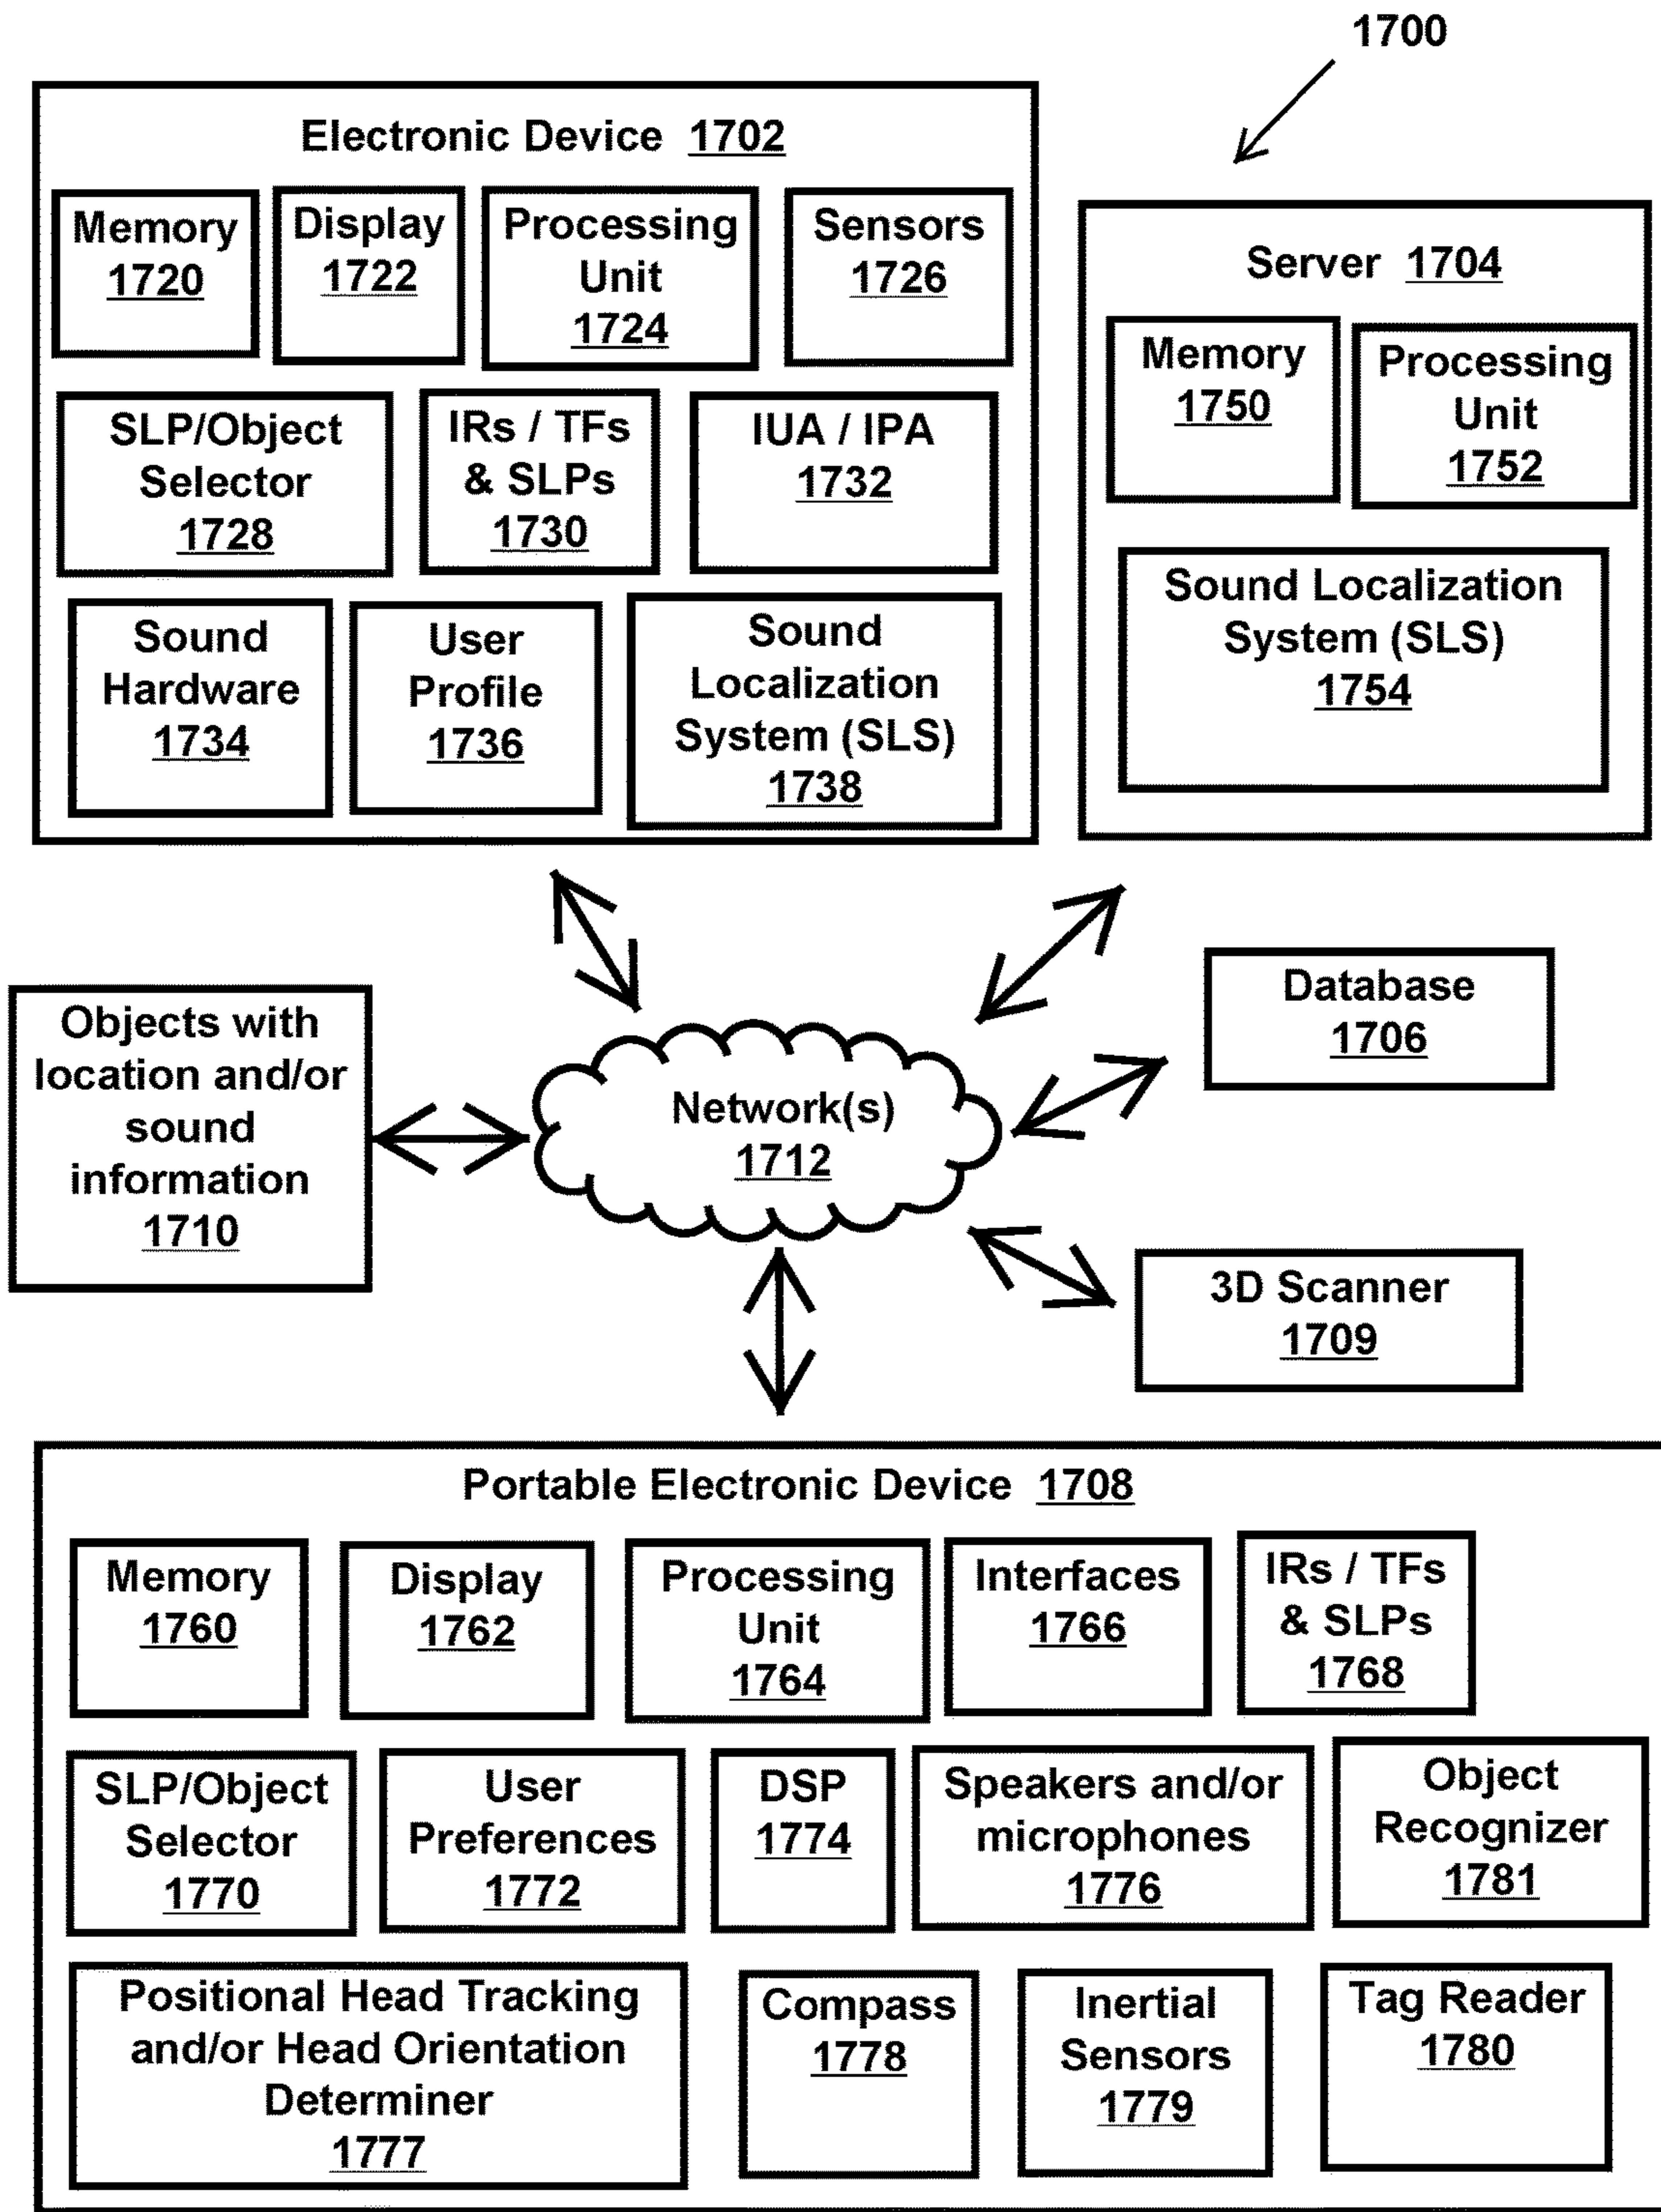 1700
Electronic Device 1702
Memory
1720
Display
1722
Processing
Unit
1724
Sensors
1726
SLP/Object
Selector
1728
IRs / TFs
& SLPs
1730
IUA / IPA
1732
Sound
Hardware
1734
User
Profile
1736
Sound
Localization
System (SLS)
1738
Server 1704
Memory
1750
Processing
Unit
1752
Sound Localization
System (SLS)
1754
Objects with
location and/or
sound
information
1710
Network(s)
1712
Database
1706
3D Scanner
1709
Portable Electronic Device 1708
Memory
1760
Display
1762
Processing
Unit
1764
Interfaces
1766
IRs / TFs
& SLPs
1768
SLP/Object
Selector
1770
User
Preferences
1772
DSP
1774
Speakers and/or
microphones
1776
Object
Recognizer
1781
Positional Head Tracking
and/or Head Orientation
Determiner
1777
Compass
1778
Inertial
Sensors
1779
Tag Reader
1780